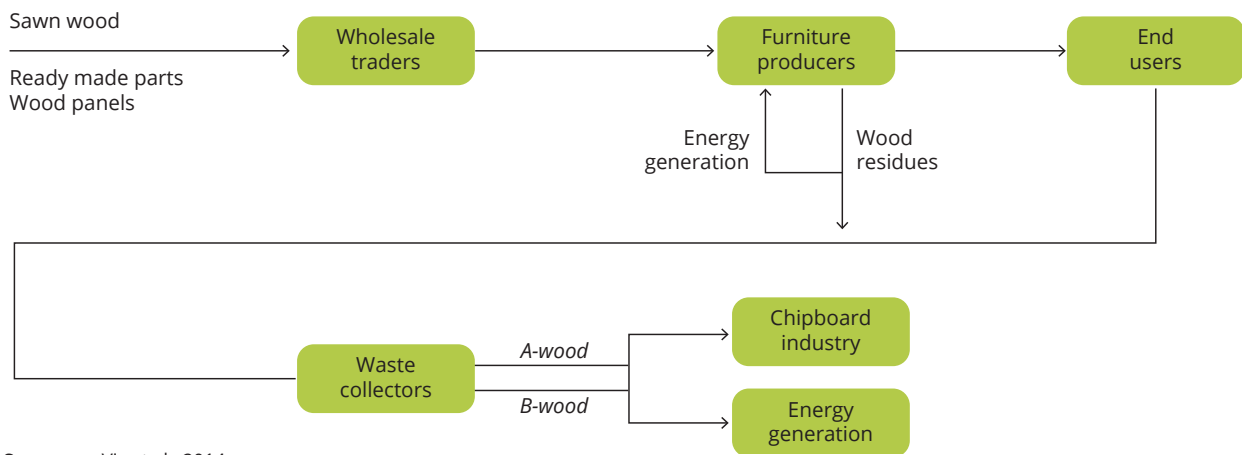 Sawn wood
Ready made parts
Wood panels
Wholesale
traders
Furniture
producers
End
users
Energy
generation
Wood
residues
Waste
collectors
A-wood
B-wood
Chipboard
industry
Energy
generation